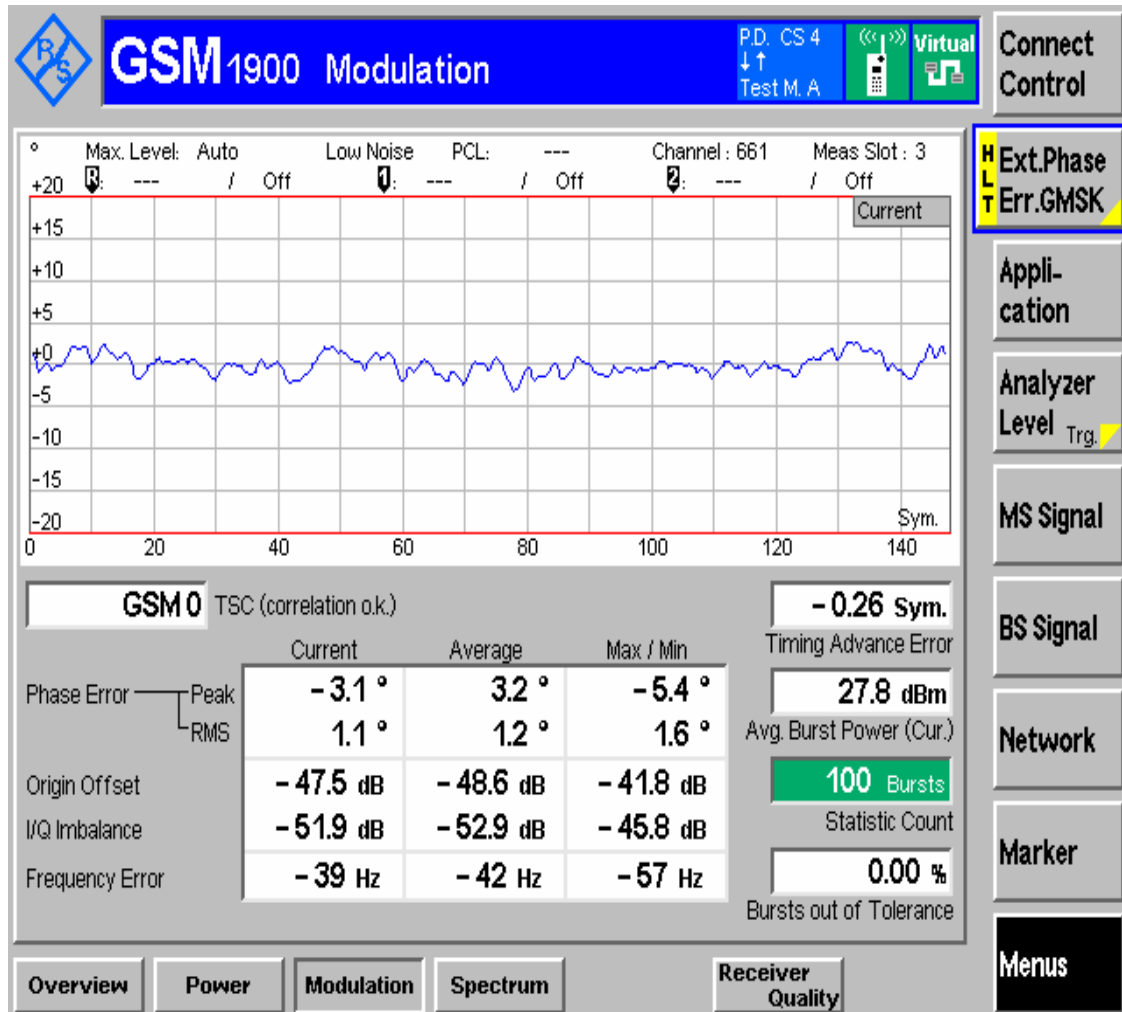 R/S
GSM 1900 Modulation
P.D. CS 4
↓↑
Test M. A
Virtual
Connect Control
° Max. Level: Auto Low Noise PCL: --- Channel : 661 Meas Slot : 3
R: --- / Off 1: --- / Off 2: --- / Off
Current
+20
+15
+10
+5
+0
-5
-10
-15
-20
Sym.
0 20 40 60 80 100 120 140
GSM 0 TSC (correlation o.k.)
Current Average Max / Min
Phase Error Peak - 3.1 ° 3.2 ° - 5.4 °
RMS 1.1 ° 1.2 ° 1.6 °
Origin Offset - 47.5 dB - 48.6 dB - 41.8 dB
I/Q Imbalance - 51.9 dB - 52.9 dB - 45.8 dB
Frequency Error - 39 Hz - 42 Hz - 57 Hz
- 0.26 Sym.
Timing Advance Error
27.8 dBm
Avg. Burst Power (Cur.)
100 Bursts
Statistic Count
0.00 %
Bursts out of Tolerance
HLT
Ext.Phase
Err.GMSK
Appli-
cation
Analyzer
Level Trg.
MS Signal
BS Signal
Network
Marker
Menus
Overview Power Modulation Spectrum Receiver
Quality